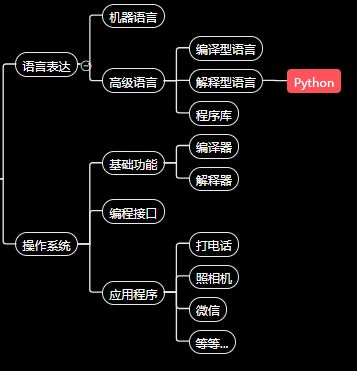 语言表达
机器语言
高级语言
编译型语言
解释型语言
Python
程序库
操作系统
基础功能
编译器
解释器
编程接口
应用程序
打电话
照相机
微信
等等...